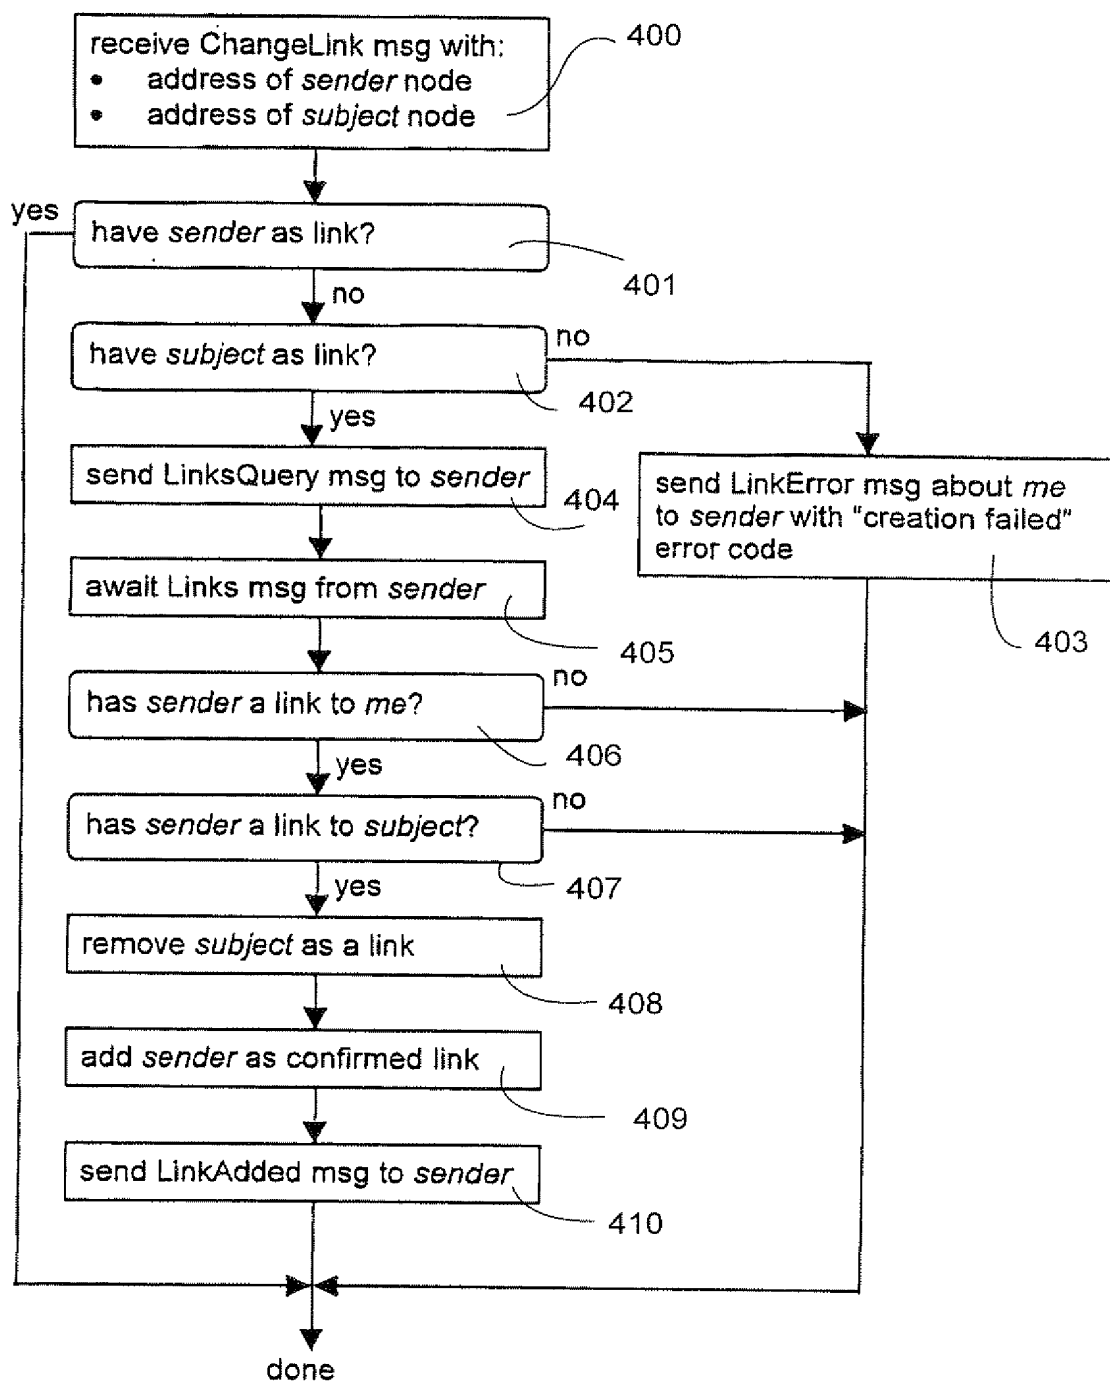 receive ChangeLink msg with:
• address of sender node
• address of subject node
400
yes
have sender as link?
401
no
have subject as link?
no
402
yes
send LinksQuery msg to sender
404
send LinkError msg about me
to sender with "creation failed"
error code
403
await Links msg from sender
405
has sender a link to me?
no
406
yes
has sender a link to subject?
no
407
yes
remove subject as a link
408
add sender as confirmed link
409
send LinkAdded msg to sender
410
done